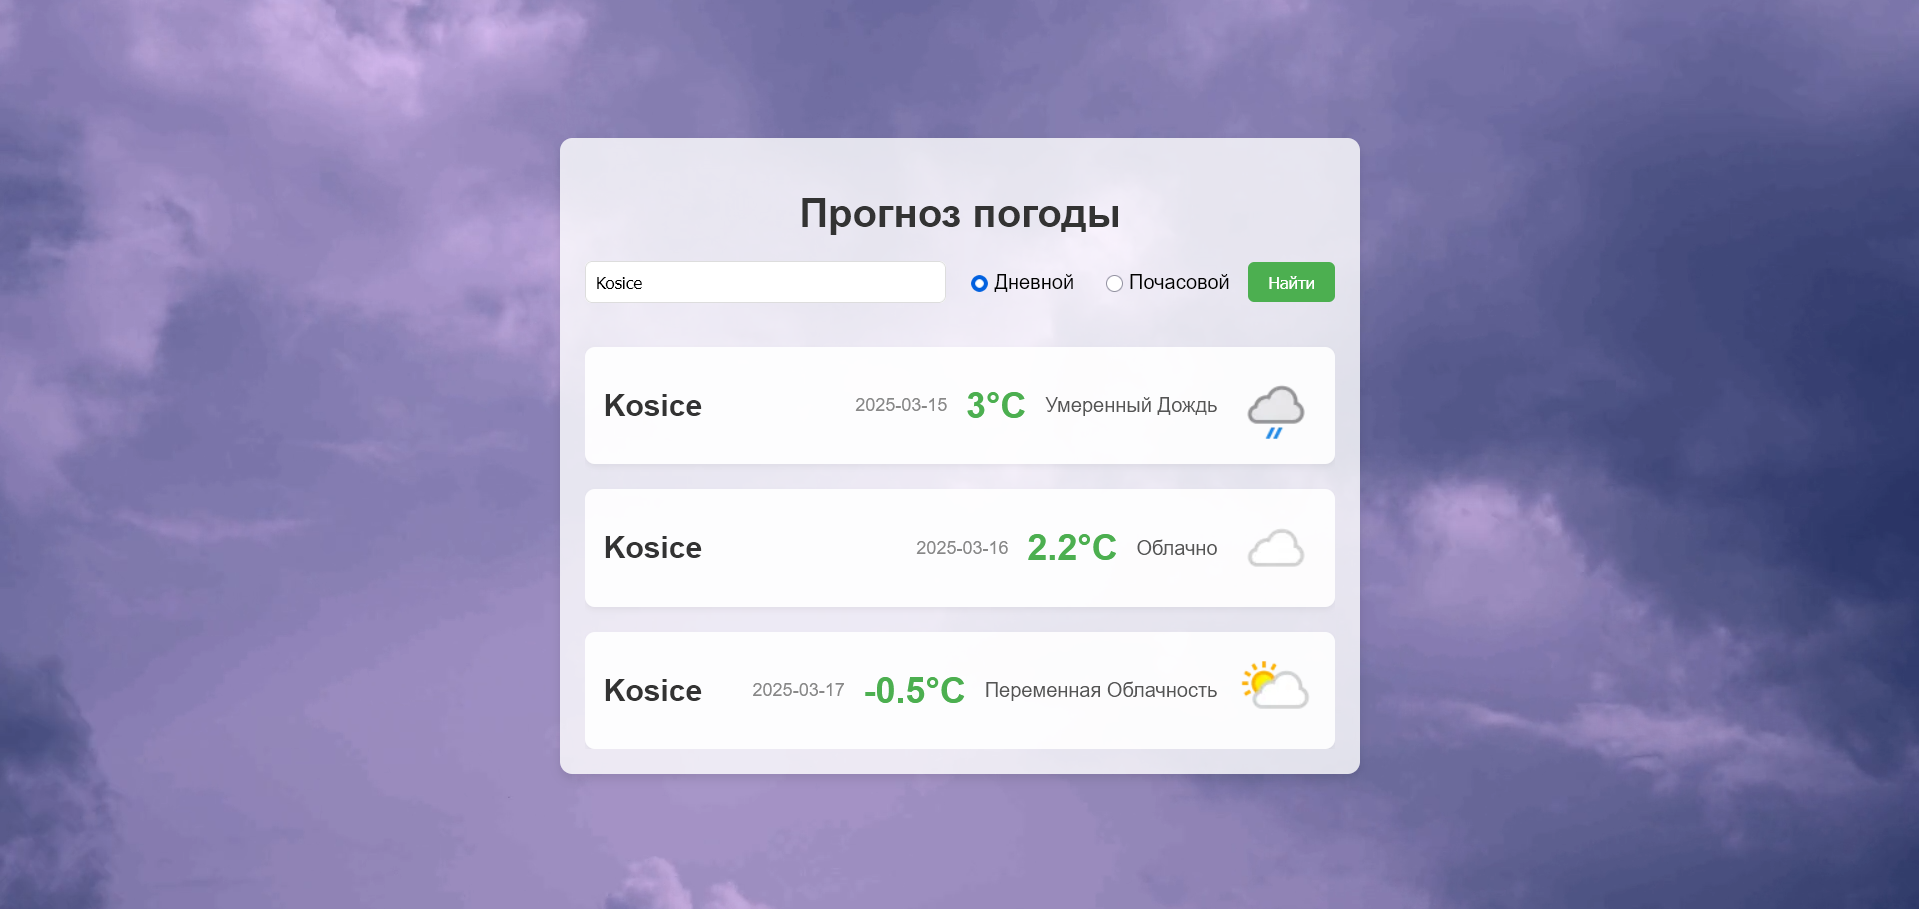 Прогноз погоды
Kosice Дневной Почасовой Найти
Kosice 2025-03-15 3°C Умеренный Дождь
Kosice 2025-03-16 2.2°C Облачно
Kosice 2025-03-17 -0.5°C Переменная Облачность